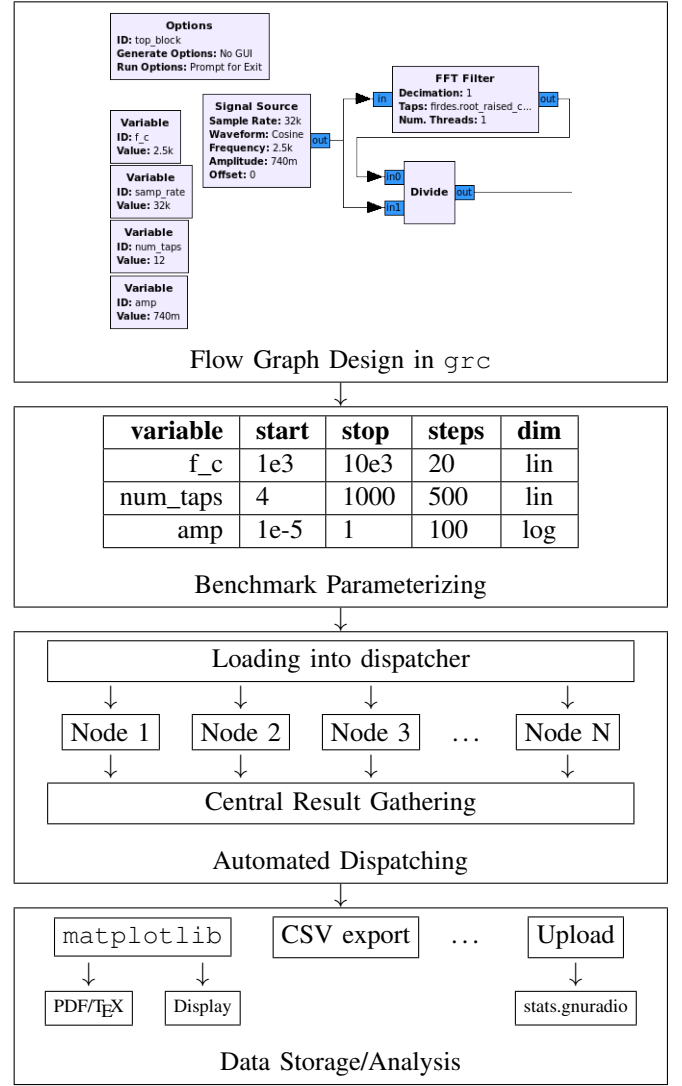 Options
ID: top_block
Generate Options: No GUI
Run Options: Prompt for Exit
Variable
ID: f_c
Value: 2.5k
Variable
ID: samp_rate
Value: 32k
Variable
ID: num_taps
Value: 12
Variable
ID: amp
Value: 740m
Signal Source
Sample Rate: 32k
Waveform: Cosine
Frequency: 2.5k
Amplitude: 740m
Offset: 0
out
in
FFT Filter
Decimation: 1
Taps: firdes.root_raised_c...
Num. Threads: 1
out
in0
in1
Divide
out
Flow Graph Design in grc
variable start stop steps dim
f_c 1e3 10e3 20 lin
num_taps 4 1000 500 lin
amp 1e-5 1 100 log
Benchmark Parameterizing
Loading into dispatcher
Node 1 Node 2 Node 3 ... Node N
Central Result Gathering
Automated Dispatching
matplotlib CSV export ... Upload
PDF/TEX Display stats.gnuradio
Data Storage/Analysis